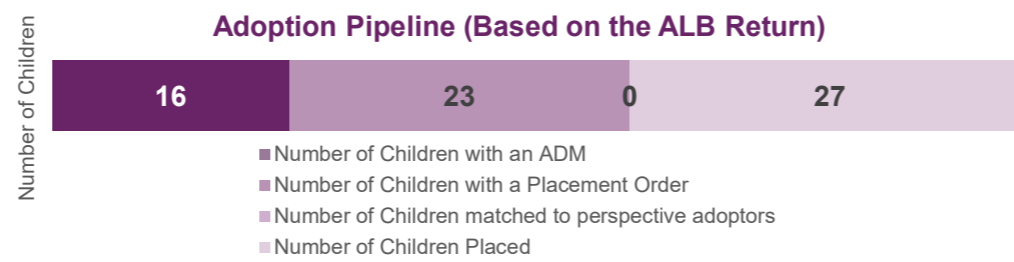 Adoption Pipeline (Based on the ALB Return)
Number of Children
16 23 0 27
Number of Children with an ADM
Number of Children with a Placement Order
Number of Children matched to perspective adoptors
Number of Children Placed